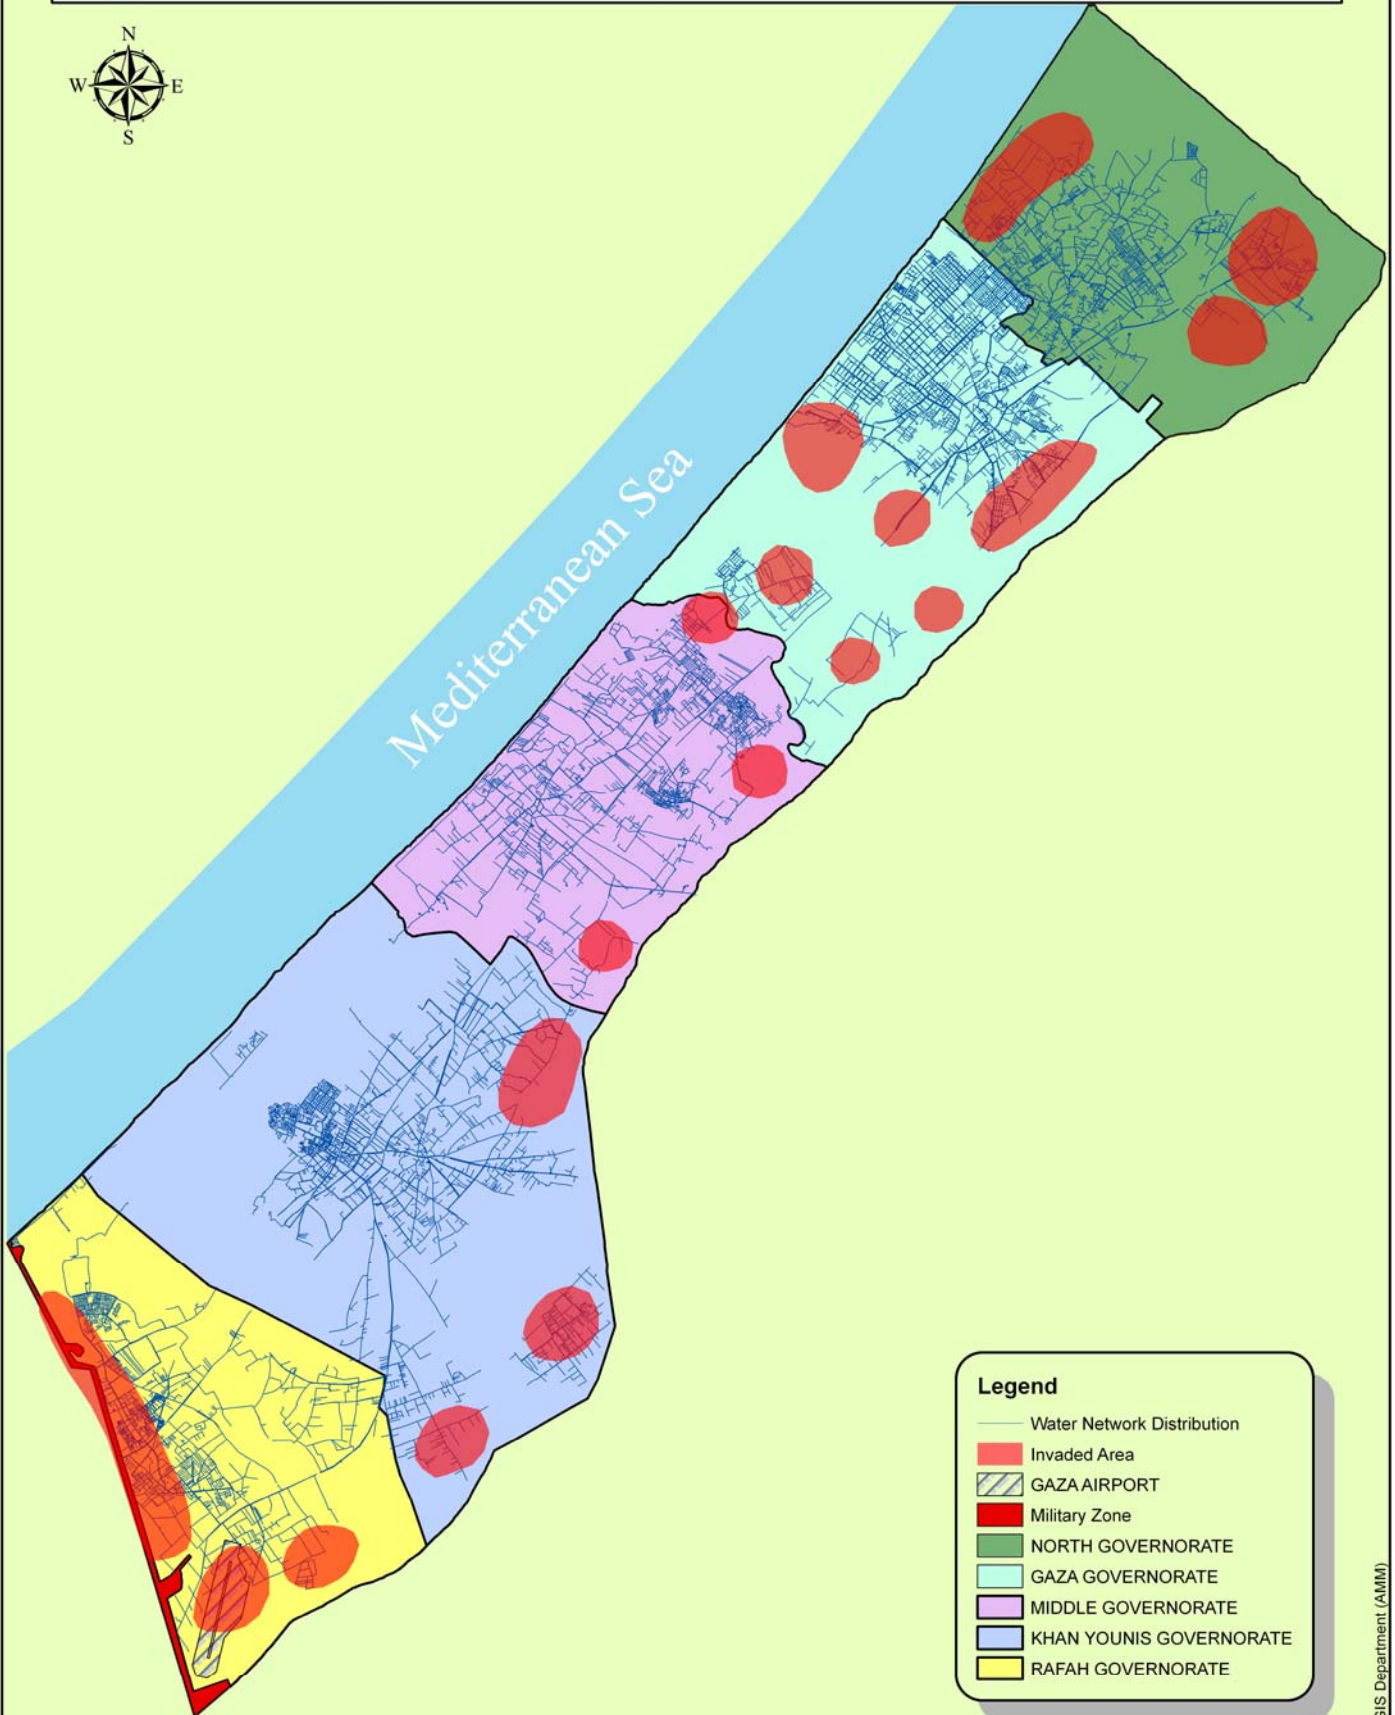 N
W E
S
Mediterranean Sea
Legend
Water Network Distribution
Invaded Area
GAZA AIRPORT
Military Zone
NORTH GOVERNORATE
GAZA GOVERNORATE
MIDDLE GOVERNORATE
KHAN YOUNIS GOVERNORATE
RAFAH GOVERNORATE
Department (AMM)